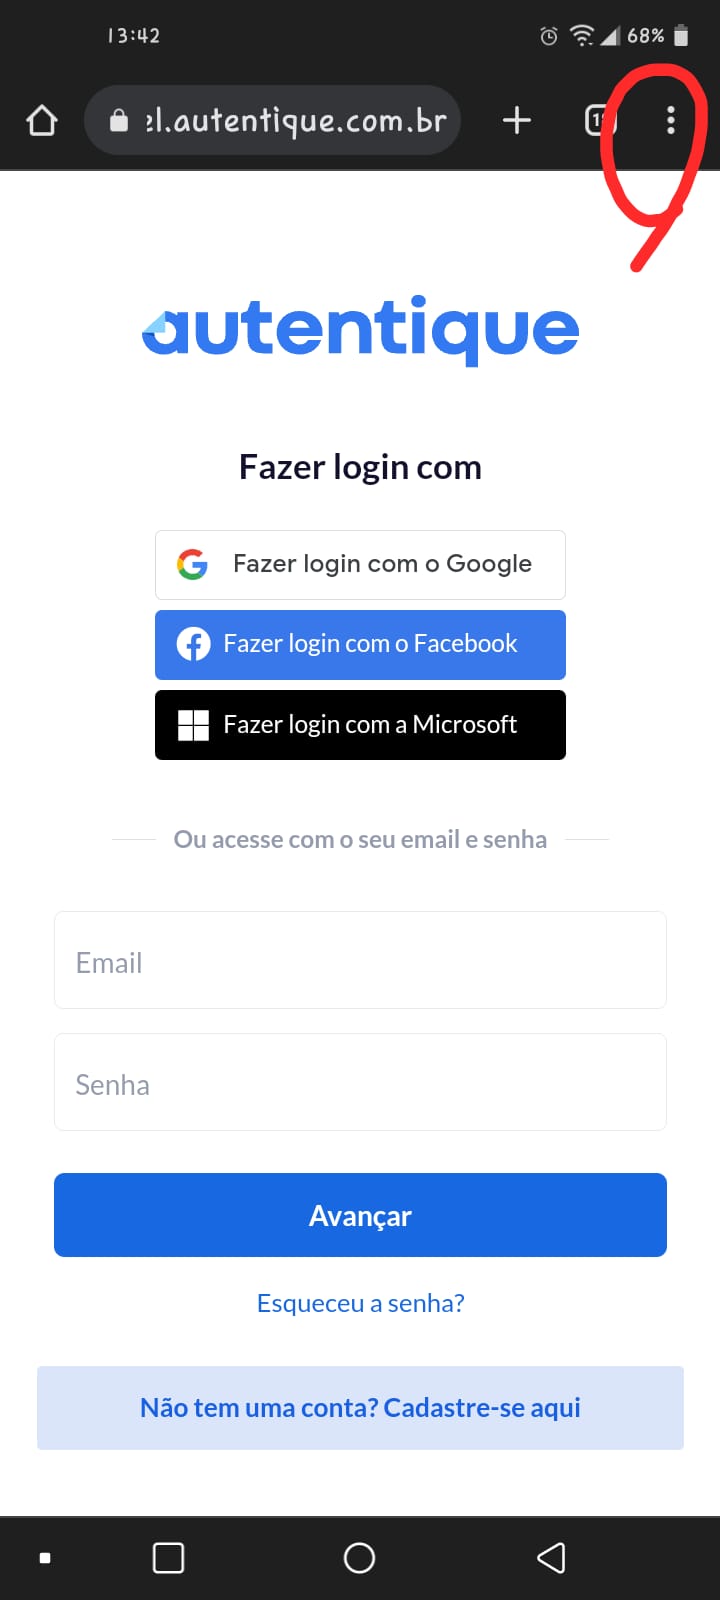 13:42
68%
el.autentique.com.br
autentique
Fazer login com
Fazer login com o Google
Fazer login com o Facebook
Fazer login com a Microsoft
Ou acesse com o seu email e senha
Email
Senha
Avançar
Esqueceu a senha?
Não tem uma conta? Cadastre-se aqui